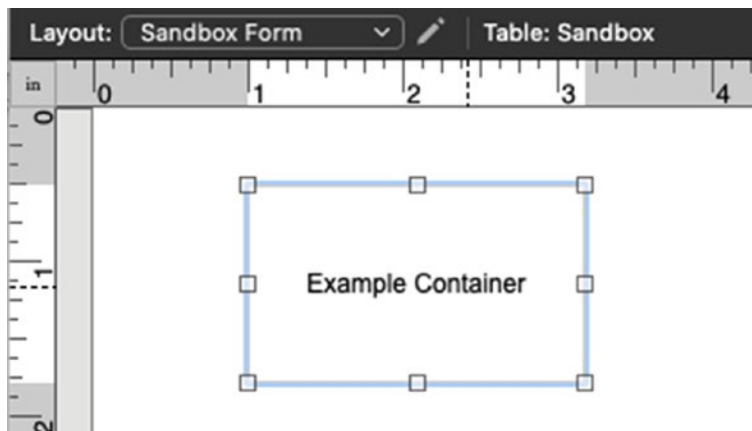 Layout: Sandbox Form Table: Sandbox
in 0 1 2 3 4
0
Example Container
1
2